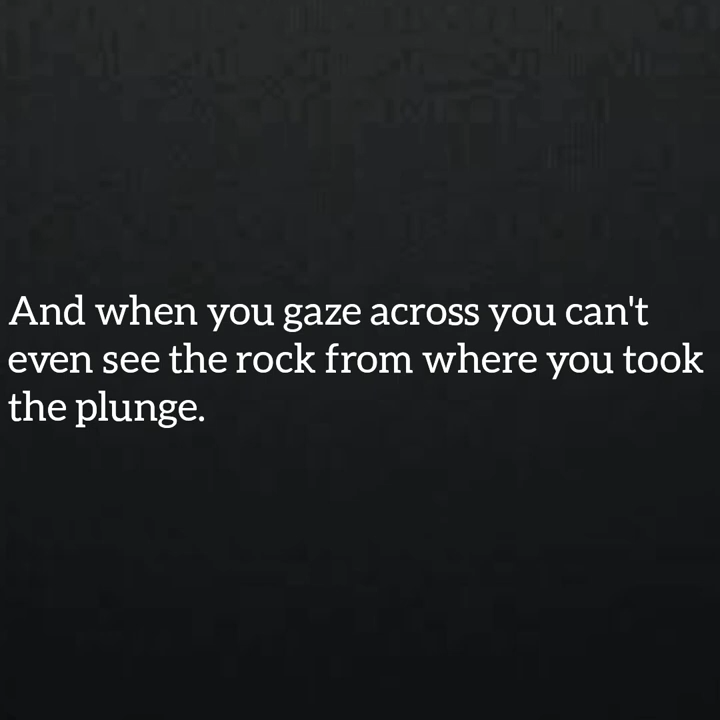 And when you gaze across you can't
even see the rock from where you took
the plunge.